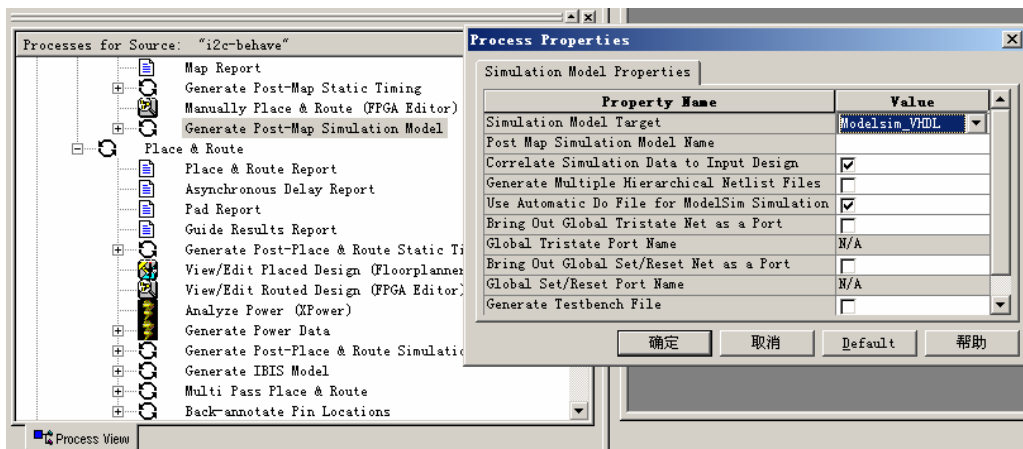 Processes for Source: "i2c-behave"
Map Report
Generate Post-Map Static Timing
Manually Place & Route (FPGA Editor)
Generate Post-Map Simulation Model
Place & Route
Place & Route Report
Asynchronous Delay Report
Pad Report
Guide Results Report
Generate Post-Place & Route Static Ti
View/Edit Placed Design (Floorplanner
View/Edit Routed Design (FPGA Editor)
Analyze Power (XPower)
Generate Power Data
Generate Post-Place & Route Simulatio
Generate IBIS Model
Multi Pass Place & Route
Back-annotate Pin Locations
Process View
Process Properties
Simulation Model Properties
Property Name Value
Simulation Model Target Modelsim_VHDL
Post Map Simulation Model Name
Correlate Simulation Data to Input Design
Generate Multiple Hierarchical Netlist Files
Use Automatic Do File for ModelSim Simulation
Bring Out Global Tristate Net as a Port
Global Tristate Port Name N/A
Bring Out Global Set/Reset Net as a Port
Global Set/Reset Port Name N/A
Generate Testbench File
确定 取消 Default 帮助